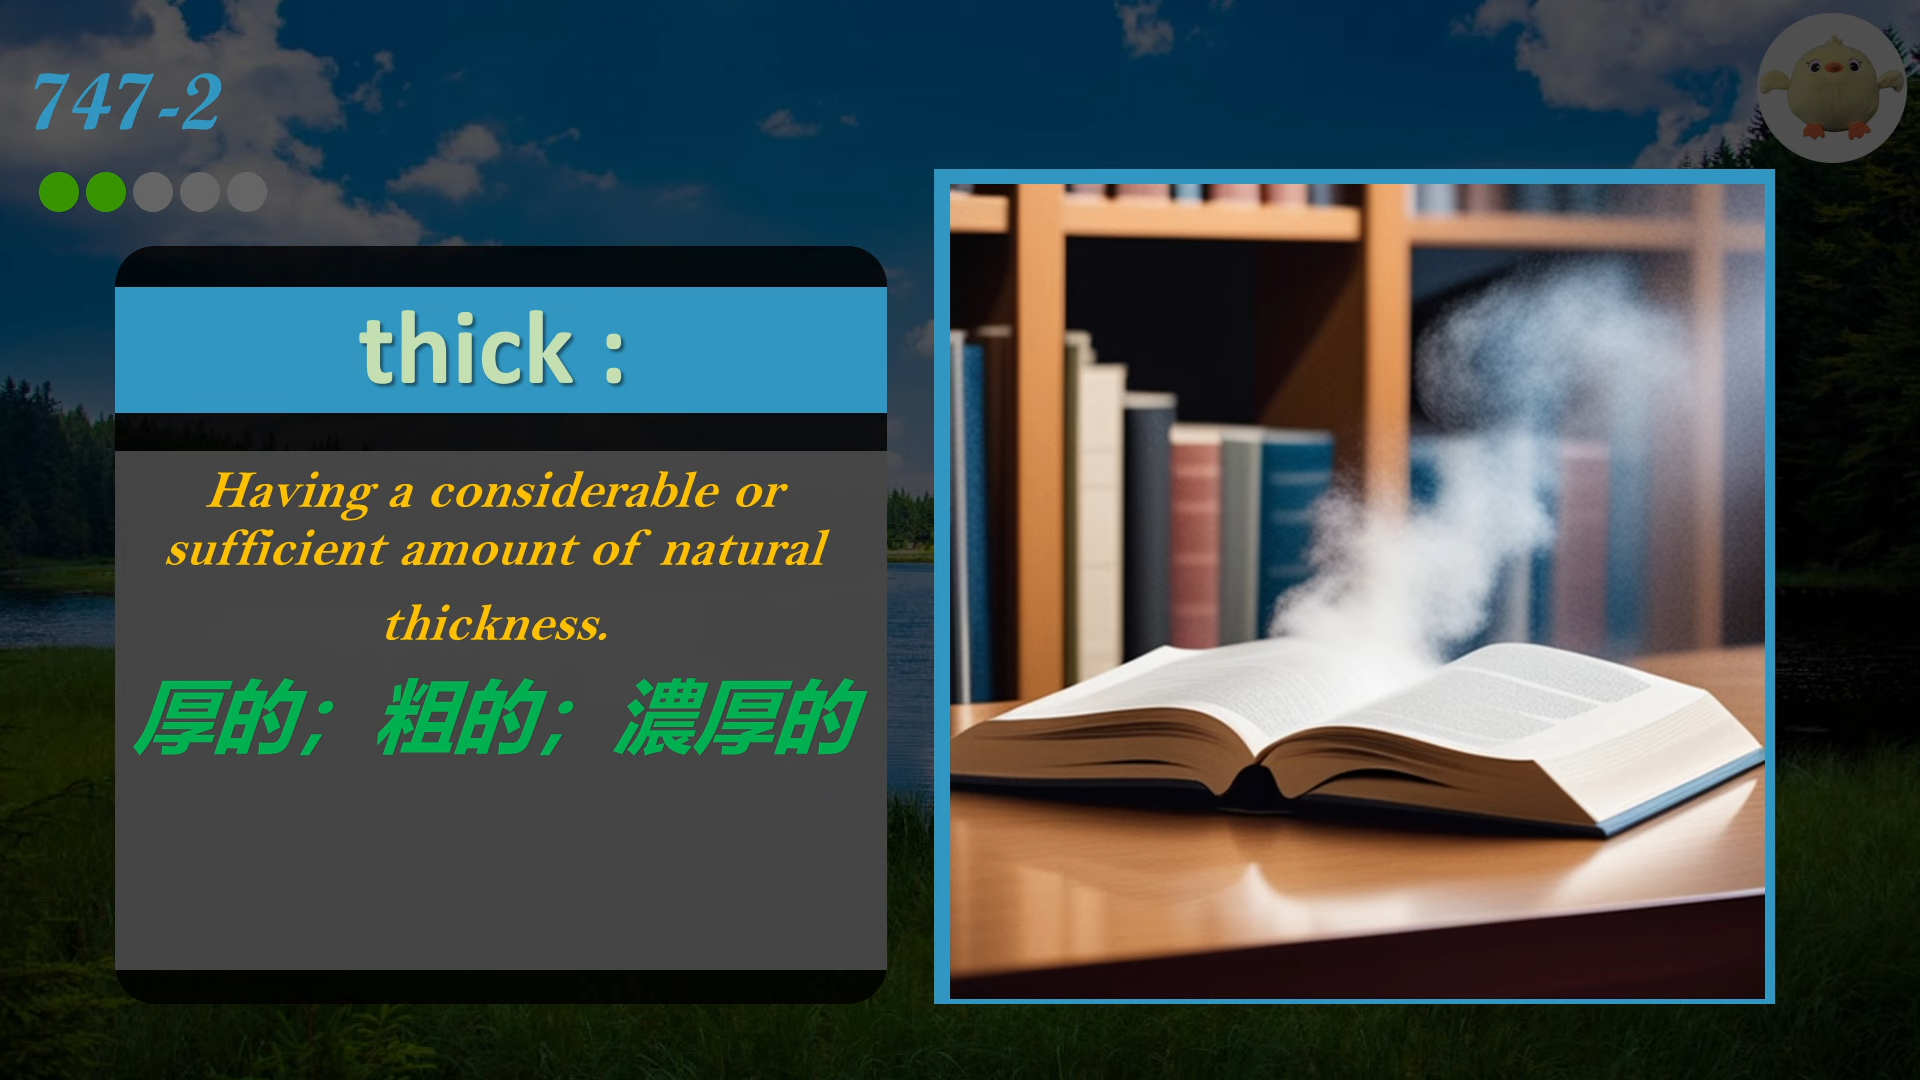 747-2
thick :
Having a considerable or
sufficient amount of natural
thickness.
厚的；粗的；濃厚的